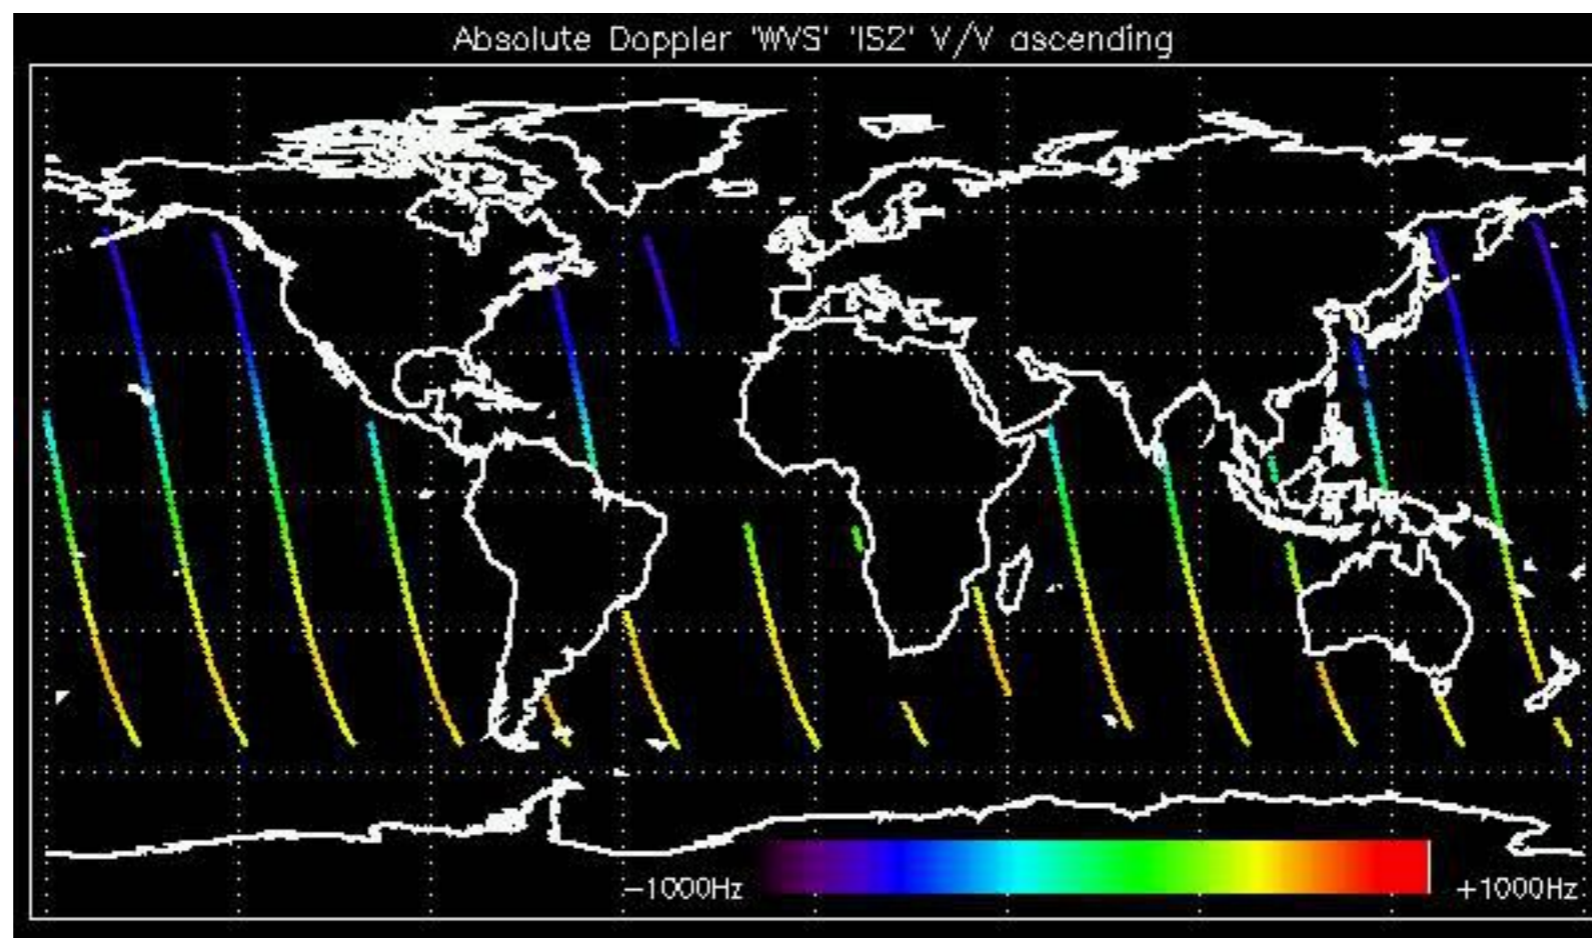 Absolute Doppler 'WVS' 'IS2' V/V ascending
−1000Hz +1000Hz